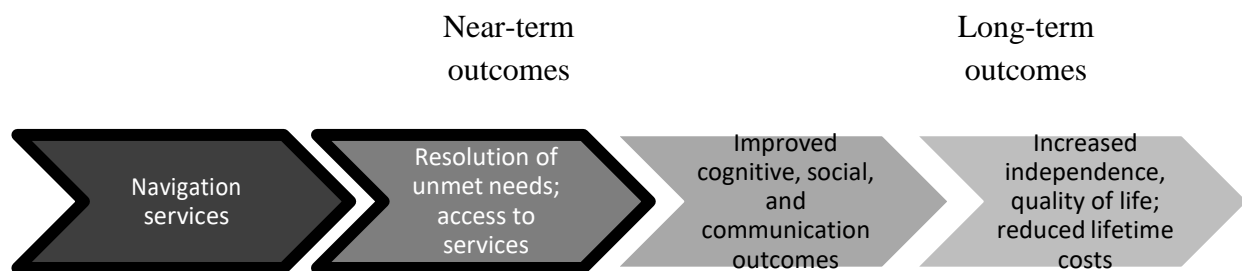 Near-term
outcomes
Long-term
outcomes
Navigation
services
Resolution of
unmet needs;
access to
services
Improved
cognitive, social,
and
communication
outcomes
Increased
independence,
quality of life;
reduced lifetime
costs